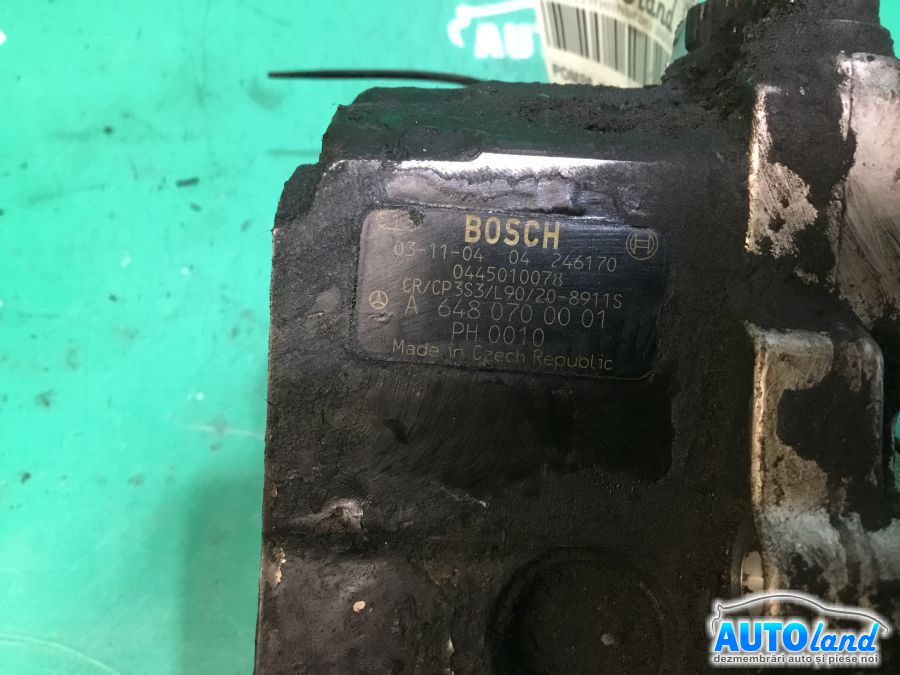 BOSCH
03-11-04 04 246170
0445010078
CR/CP3S3/L90/20-8911S
A 648 070 00 01
PH 0010
Made in Czech Republic
AUTOland
dezmembrări auto și piese noi